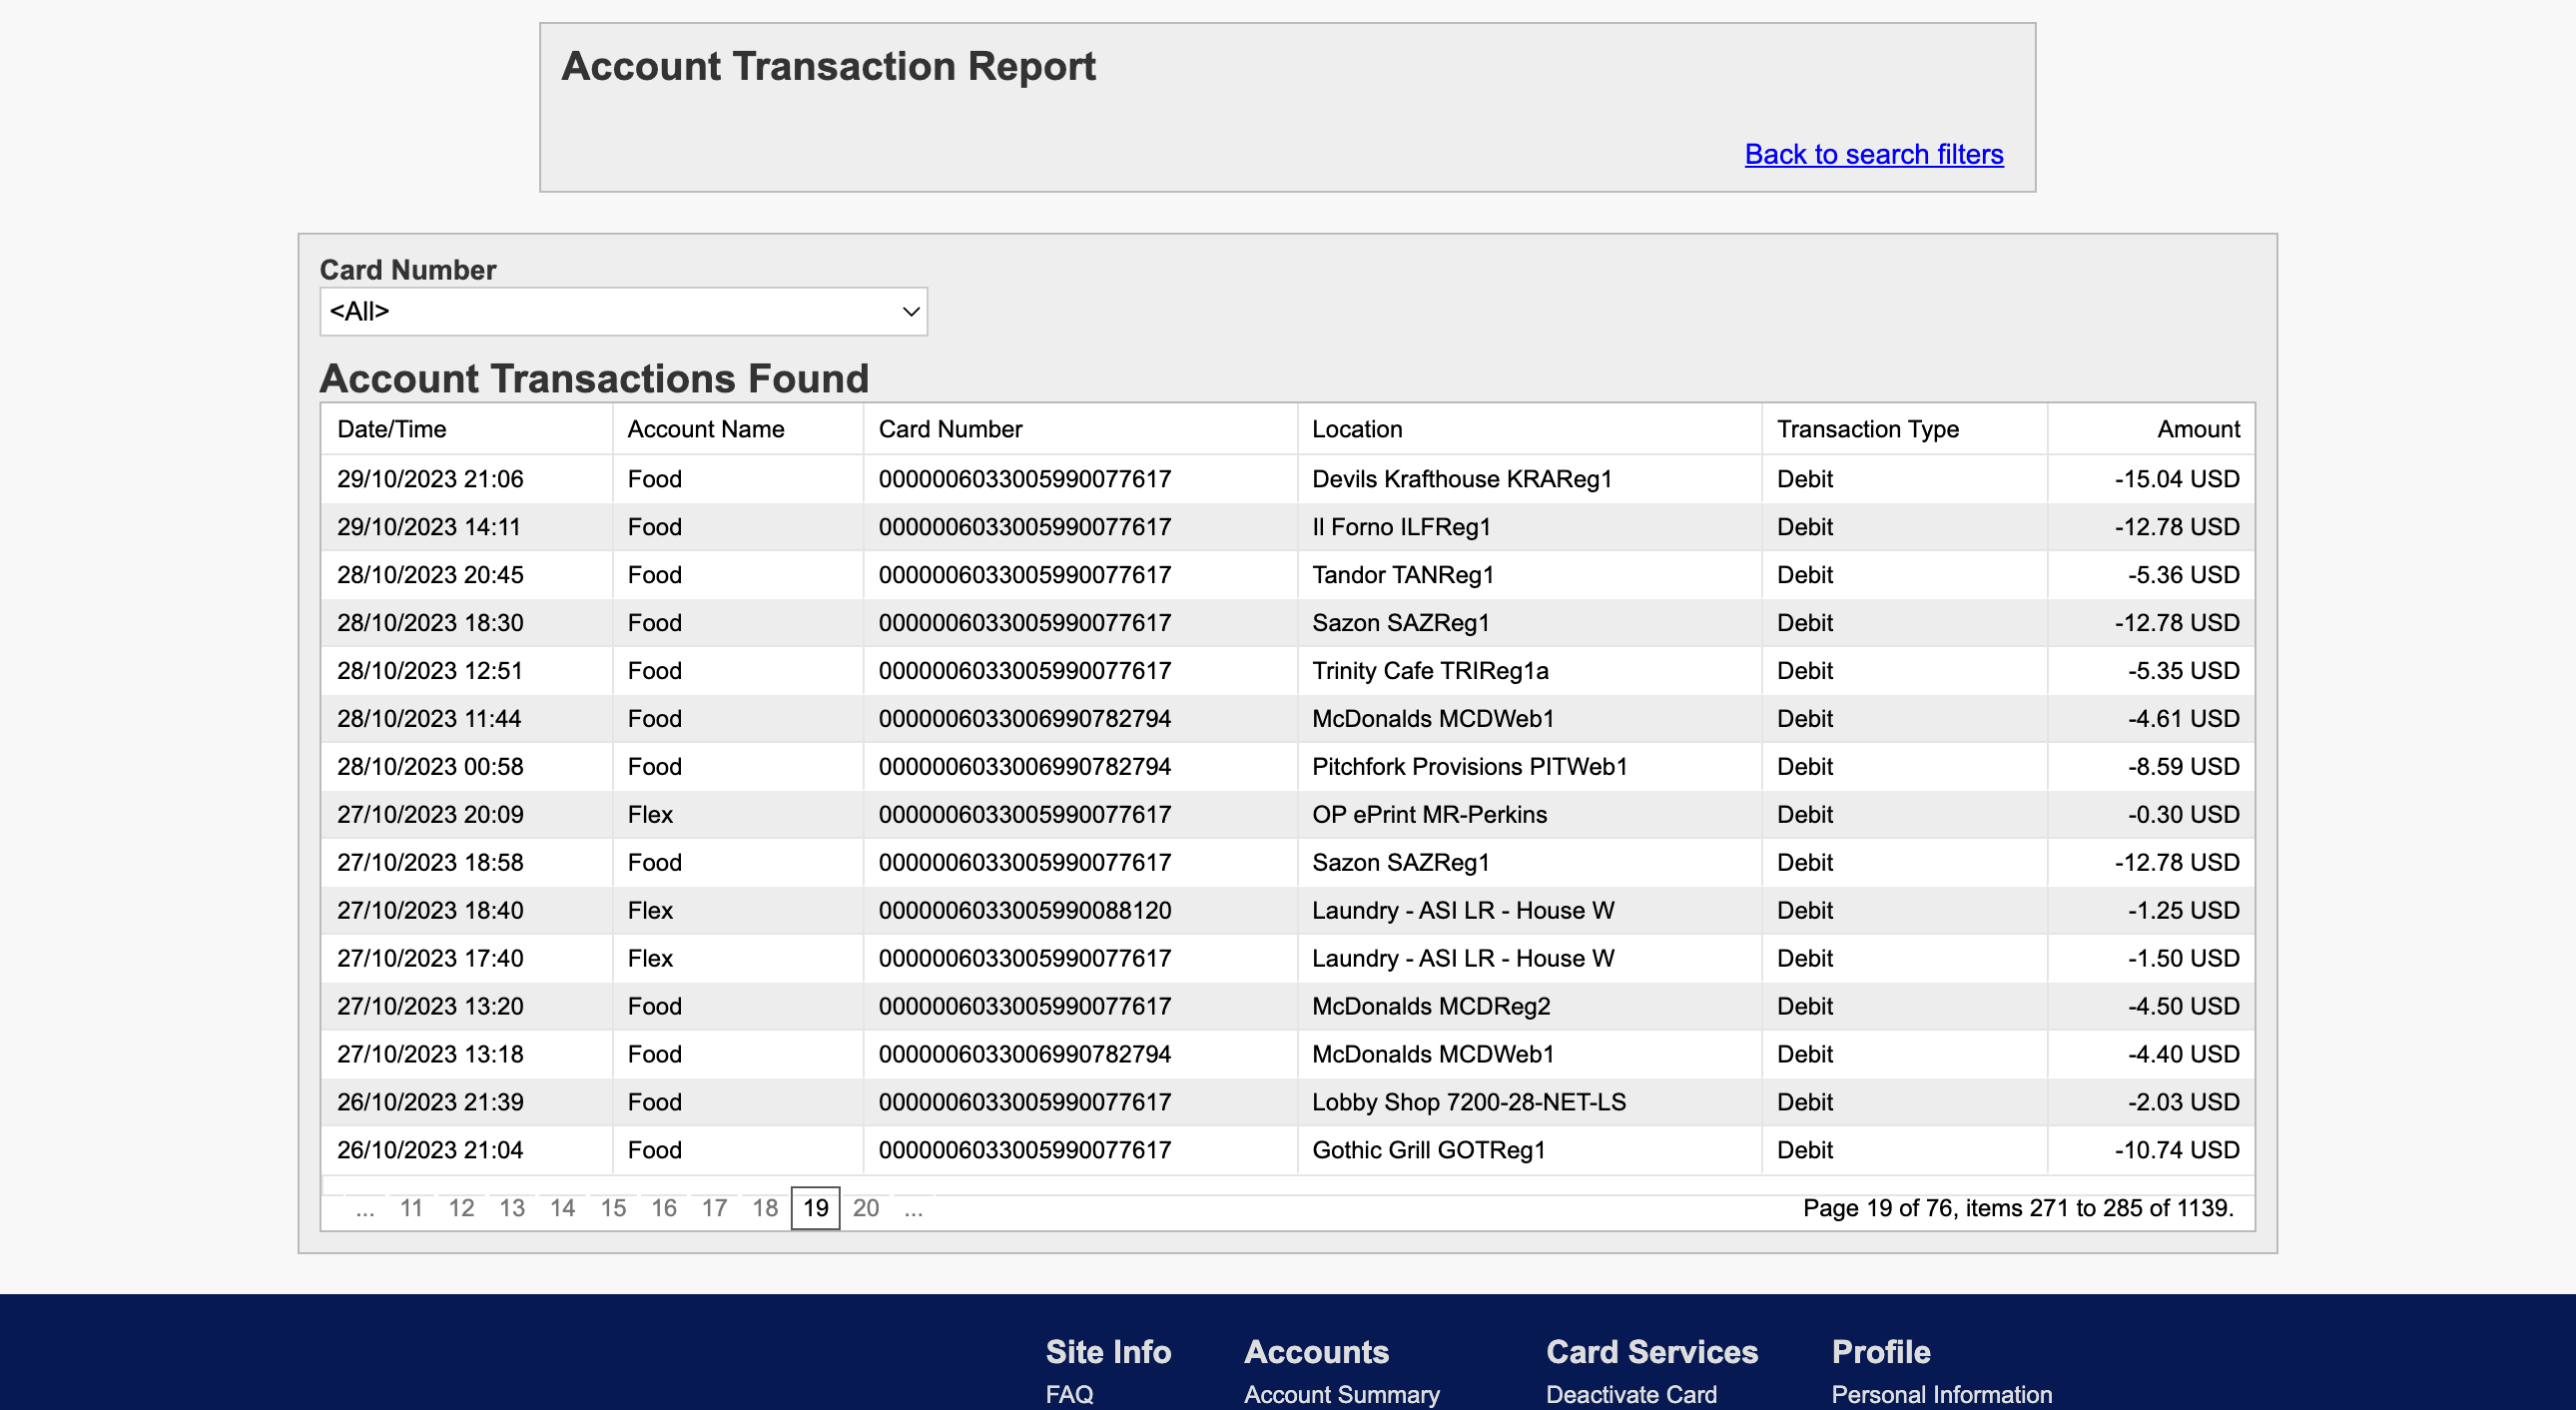 Account Transaction Report
Back to search filters
Card Number
<All>
Account Transactions Found
Date/Time Account Name Card Number Location Transaction Type Amount
29/10/2023 21:06 Food 0000006033005990077617 Devils Krafthouse KRAReg1 Debit -15.04 USD
29/10/2023 14:11 Food 0000006033005990077617 Il Forno ILFReg1 Debit -12.78 USD
28/10/2023 20:45 Food 0000006033005990077617 Tandor TANReg1 Debit -5.36 USD
28/10/2023 18:30 Food 0000006033005990077617 Sazon SAZReg1 Debit -12.78 USD
28/10/2023 12:51 Food 0000006033005990077617 Trinity Cafe TRIReg1a Debit -5.35 USD
28/10/2023 11:44 Food 0000006033006990782794 McDonalds MCDWeb1 Debit -4.61 USD
28/10/2023 00:58 Food 0000006033006990782794 Pitchfork Provisions PITWeb1 Debit -8.59 USD
27/10/2023 20:09 Flex 0000006033005990077617 OP ePrint MR-Perkins Debit -0.30 USD
27/10/2023 18:58 Food 0000006033005990077617 Sazon SAZReg1 Debit -12.78 USD
27/10/2023 18:40 Flex 0000006033005990088120 Laundry - ASI LR - House W Debit -1.25 USD
27/10/2023 17:40 Flex 0000006033005990077617 Laundry - ASI LR - House W Debit -1.50 USD
27/10/2023 13:20 Food 0000006033005990077617 McDonalds MCDReg2 Debit -4.50 USD
27/10/2023 13:18 Food 0000006033006990782794 McDonalds MCDWeb1 Debit -4.40 USD
26/10/2023 21:39 Food 0000006033005990077617 Lobby Shop 7200-28-NET-LS Debit -2.03 USD
26/10/2023 21:04 Food 0000006033005990077617 Gothic Grill GOTReg1 Debit -10.74 USD
... 11 12 13 14 15 16 17 18 19 20 ... Page 19 of 76, items 271 to 285 of 1139.
Site Info Accounts Card Services Profile
FAQ Account Summary Deactivate Card Personal Information